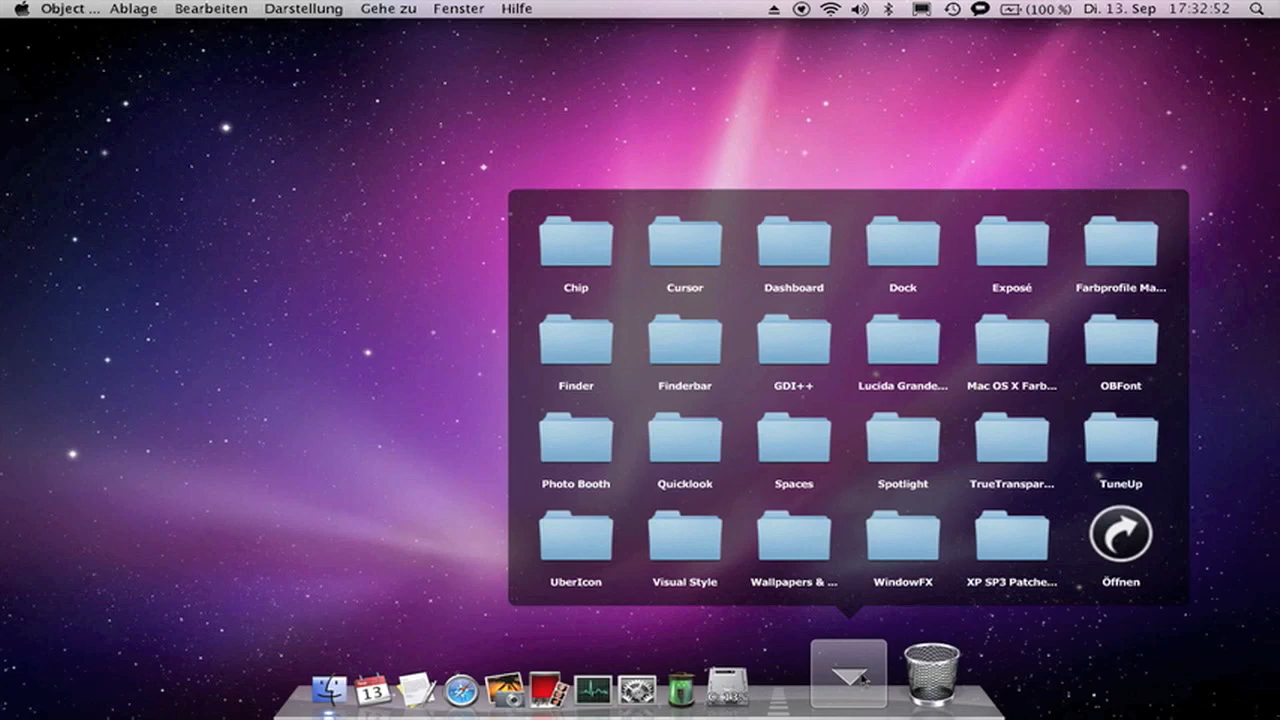 Object ... Ablage Bearbeiten Darstellung Gehe zu Fenster Hilfe (100 %) Di. 13. Sep 17:32:52
Chip Cursor Dashboard Dock Exposé Farbprofile Ma...
Finder Finderbar GDI++ Lucida Grande... Mac OS X Farb... OBFont
Photo Booth Quicklook Spaces Spotlight TrueTranspar... TuneUp
UberIcon Visual Style Wallpapers & ... WindowFX XP SP3 Patche... Öffnen
13